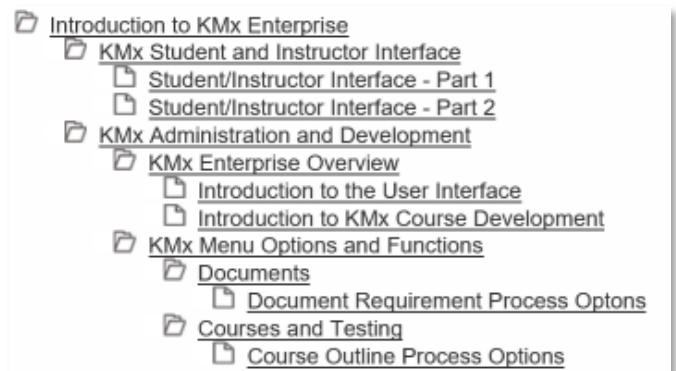 Introduction to KMx Enterprise
KMx Student and Instructor Interface
Student/Instructor Interface - Part 1
Student/Instructor Interface - Part 2
KMx Administration and Development
KMx Enterprise Overview
Introduction to the User Interface
Introduction to KMx Course Development
KMx Menu Options and Functions
Documents
Document Requirement Process Optons
Courses and Testing
Course Outline Process Options